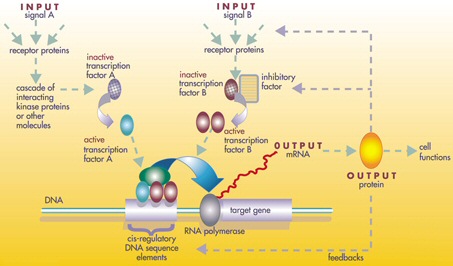 INPUT
signal A
receptor proteins
cascade of
interacting
kinase proteins
or other
molecules
inactive
transcription
factor A
active
transcription
factor A
INPUT
signal B
receptor proteins
inactive
transcription
factor B
inhibitory
factor
active
transcription
factor B
OUTPUT
mRNA
OUTPUT
protein
cell
functions
DNA
target gene
RNA polymerase
cis-regulatory
DNA sequence
elements
feedbacks